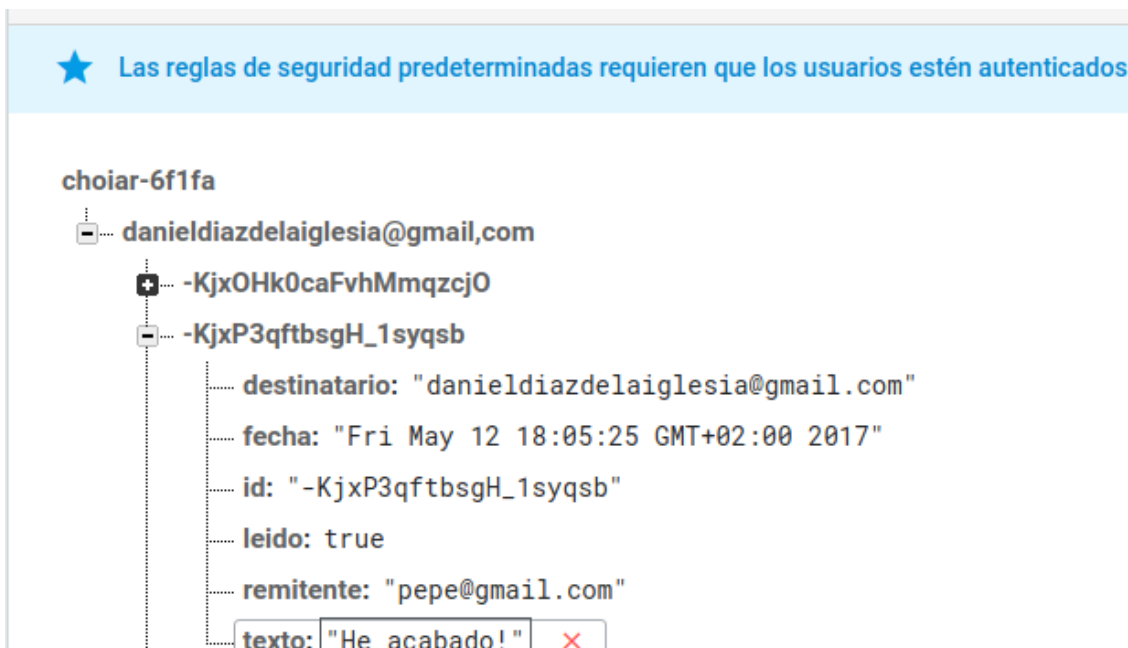 Las reglas de seguridad predeterminadas requieren que los usuarios estén autenticados
choiar-6f1fa
danieldiazdelaiglesia@gmail,com
-KjxOHk0caFvhMmqzcjO
-KjxP3qftbsgH_1syqsb
destinatario: "danieldiazdelaiglesia@gmail.com"
fecha: "Fri May 12 18:05:25 GMT+02:00 2017"
id: "-KjxP3qftbsgH_1syqsb"
leido: true
remitente: "pepe@gmail.com"
texto: "He acabado!"